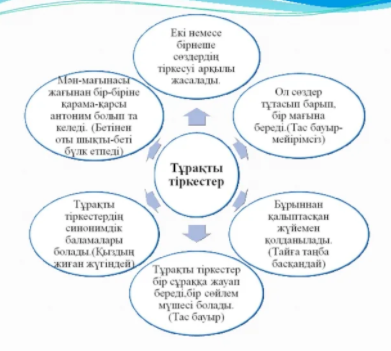 Екі немесе
бірнеше
сөздердің
тіркесуі арқылы
жасалады.
Ол сөздер
тұтасып барып,
бір мағына
береді.(Тас бауыр-
мейірімсіз)
Бұрыннан
қалыптасқан
жүйемен
қолданылады.
(Тайға таңба
басқандай)
Тұрақты тіркестер
бір сұраққа жауап
береді,бір сөйлем
мүшесі болады.
(Тас бауыр)
Тұрақты
тіркестердің
синонимдік
баламалары
болады.(Қыздың
жиған жүгіндей)
Мән-мағынасы
жағынан бір-біріне
қарама-қарсы
антоним болып та
келеді. (Бетінен
оты шықты-беті
бүлк етпеді)
Тұрақты
тіркестер